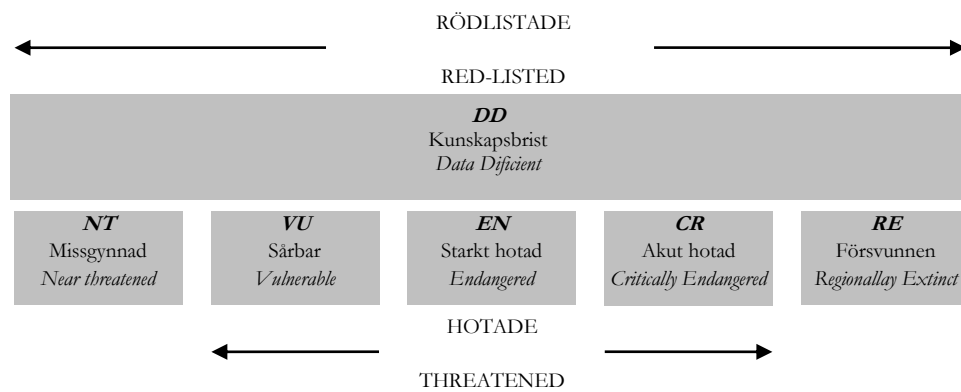 RÖDLISTADE
RED-LISTED
DD
Kunskapsbrist
Data Dificient
NT
Missgynnad
Near threatened
VU
Sårbar
Vulnerable
EN
Starkt hotad
Endangered
CR
Akut hotad
Critically Endangered
RE
Försvunnen
Regionallay Extinct
HOTADE
THREATENED